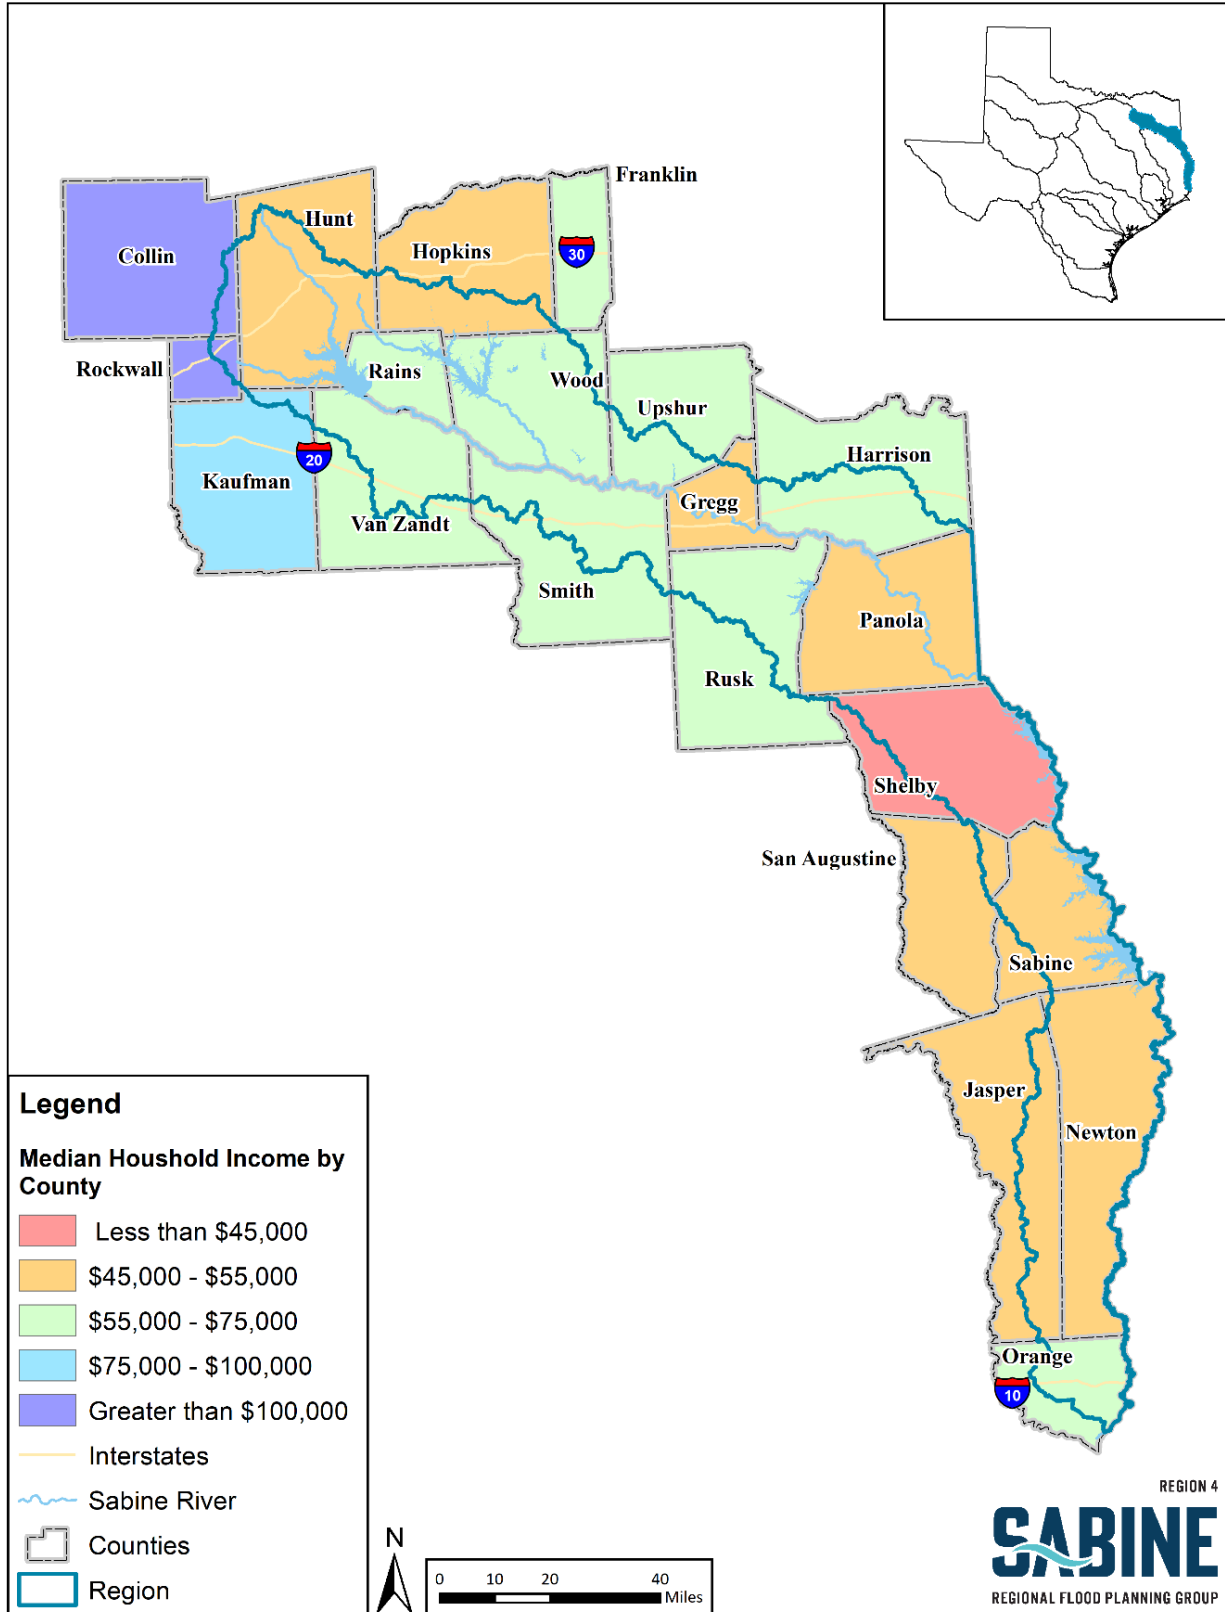 Franklin
Hunt
Collin
Hopkins
30
Rockwall
Rains
Wood
Upshur
20
Kaufman
Harrison
Gregg
Van Zandt
Smith
Panola
Rusk
Shelby
San Augustine
Sabine
Jasper
Newton
Orange
10
Legend
Median Houshold Income by
County
Less than $45,000
$45,000 - $55,000
$55,000 - $75,000
$75,000 - $100,000
Greater than $100,000
Interstates
Sabine River
Counties
Region
N
0 10 20 40
Miles
REGION 4
SABINE
REGIONAL FLOOD PLANNING GROUP